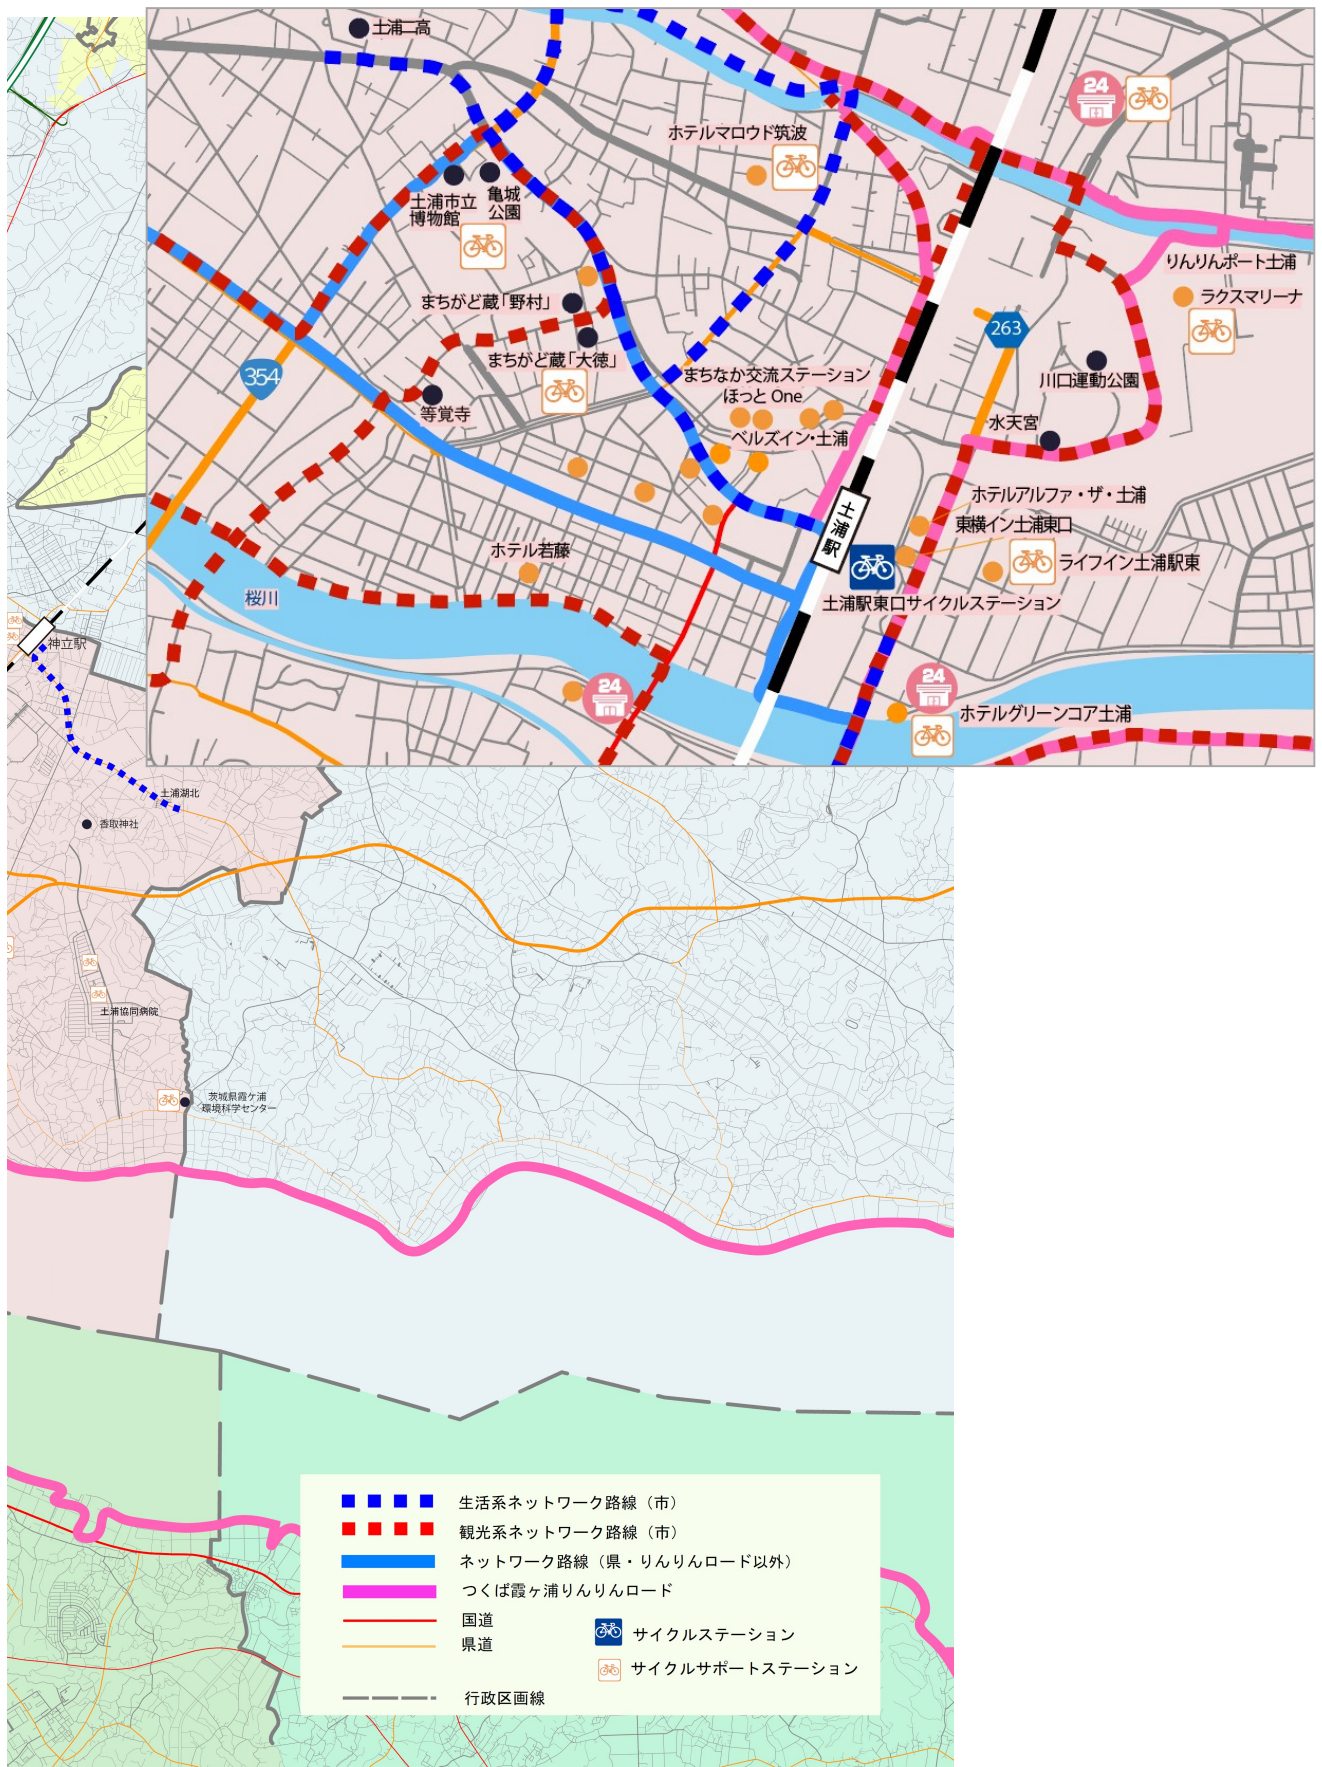 土浦二高
24
ホテルマロウド筑波
土浦市立
博物館
亀城
公園
りんりんポート土浦
まちがど蔵「野村」
ラクスマリーナ
263
354
まちがど蔵「大徳」
まちなか交流ステーション
ほっと One
川口運動公園
等覚寺
水天宮
ベルズイン・土浦
ホテルアルファ・ザ・土浦
土浦駅
東横イン土浦東口
ホテル若藤
ライフイン土浦駅東
桜川
土浦駅東口サイクルステーション
神立駅
24
24
ホテルグリーンコア土浦
土浦湖北
香取神社
土浦協同病院
茨城県霞ケ浦
環境科学センター
生活系ネットワーク路線（市）
観光系ネットワーク路線（市）
ネットワーク路線（県・りんりんロード以外）
つくば霞ヶ浦りんりんロード
国道
県道
サイクルステーション
サイクルサポートステーション
行政区画線